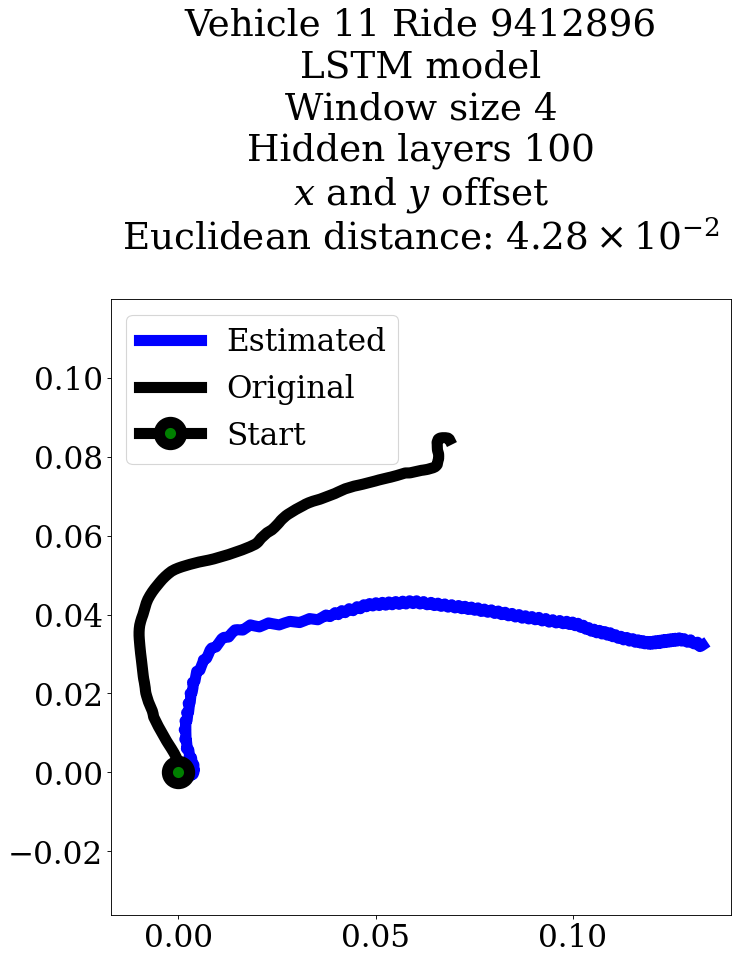 Vehicle 11 Ride 9412896
LSTM model
Window size 4
Hidden layers 100
x and y offset
Euclidean distance: 4.28 × 10⁻²
Estimated
Original
Start
0.10
0.08
0.06
0.04
0.02
0.00
−0.02
0.00 0.05 0.10